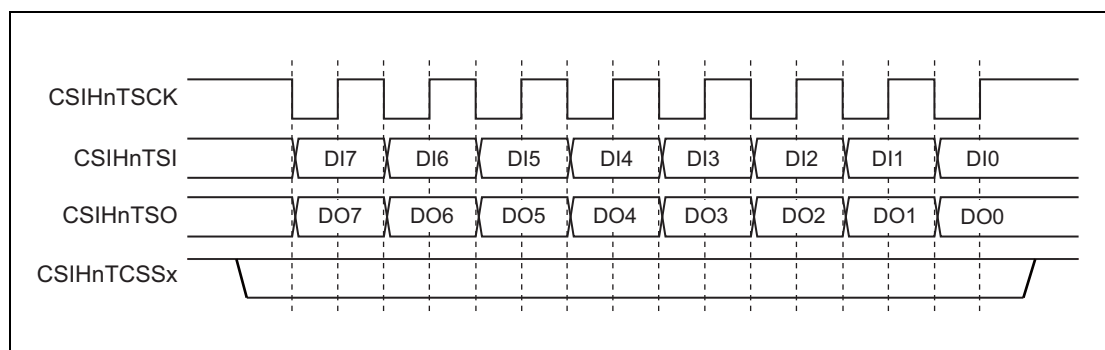 CSIHnTSCK
CSIHnTSI DI7 DI6 DI5 DI4 DI3 DI2 DI1 DI0
CSIHnTSO DO7 DO6 DO5 DO4 DO3 DO2 DO1 DO0
CSIHnTCSSx